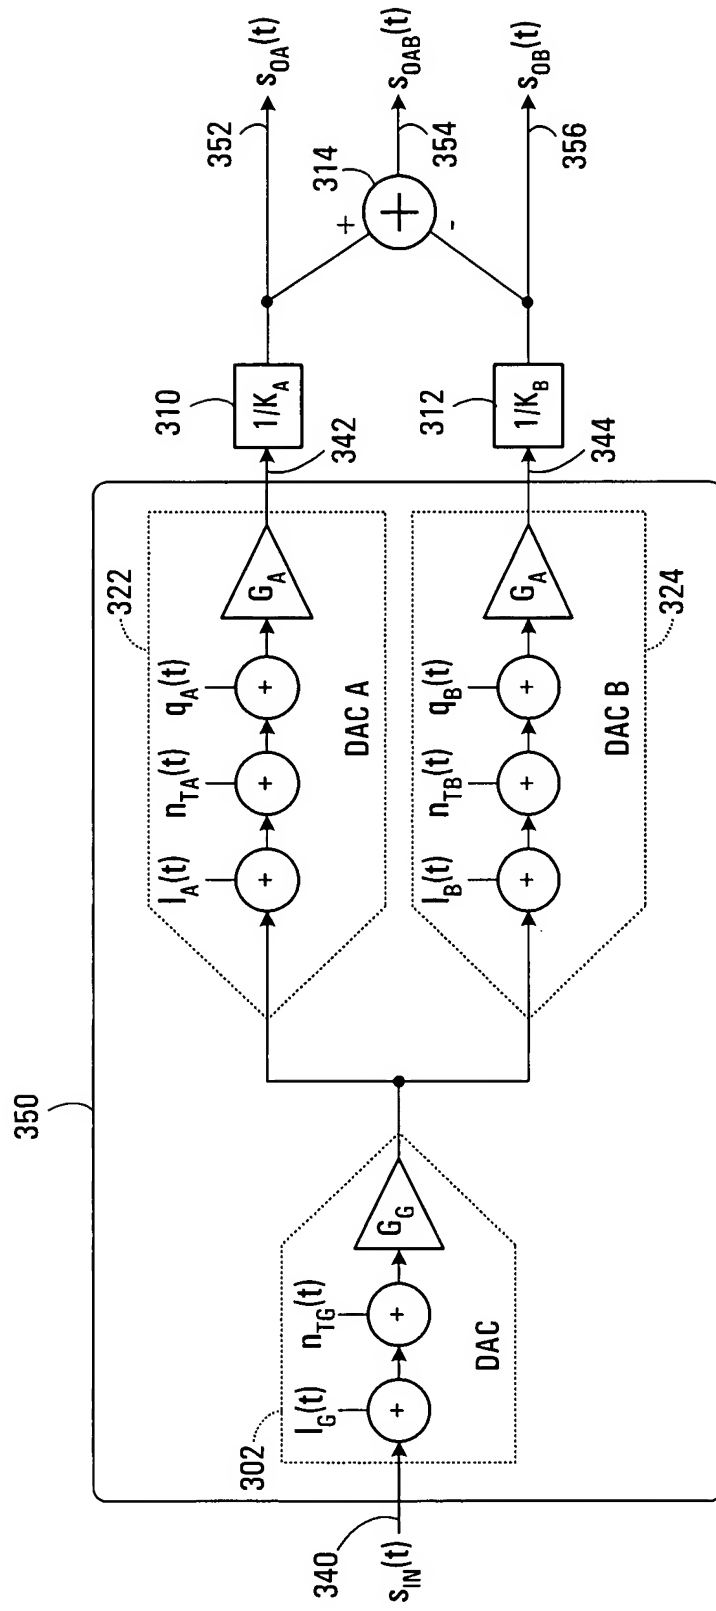 350
302
322
324
340
s_IN(t)
I_G(t)
n_TG(t)
G_G
DAC
I_A(t)
n_TA(t)
q_A(t)
G_A
DAC A
I_B(t)
n_TB(t)
q_B(t)
G_A
DAC B
342
344
310
1/K_A
312
1/K_B
314
+
-
352
s_OA(t)
354
s_OAB(t)
356
s_OB(t)